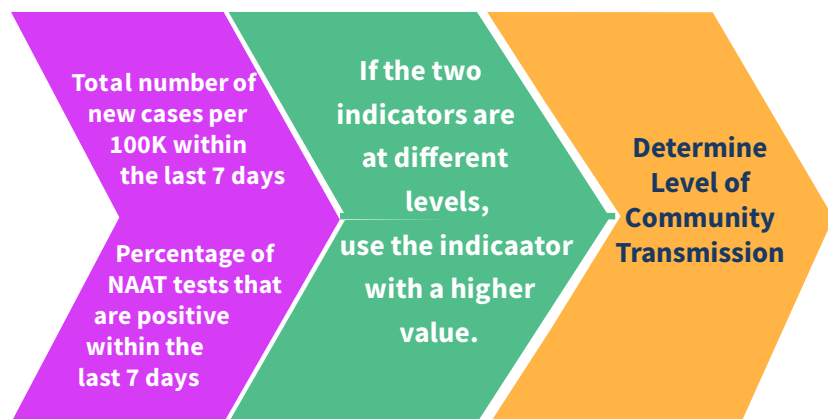 Total number of
new cases per
100K within
the last 7 days
Percentage of
NAAT tests that
are positive
within the
last 7 days
If the two
indicators are
at different
levels,
use the indicaator
with a higher
value.
Determine
Level of
Community
Transmission